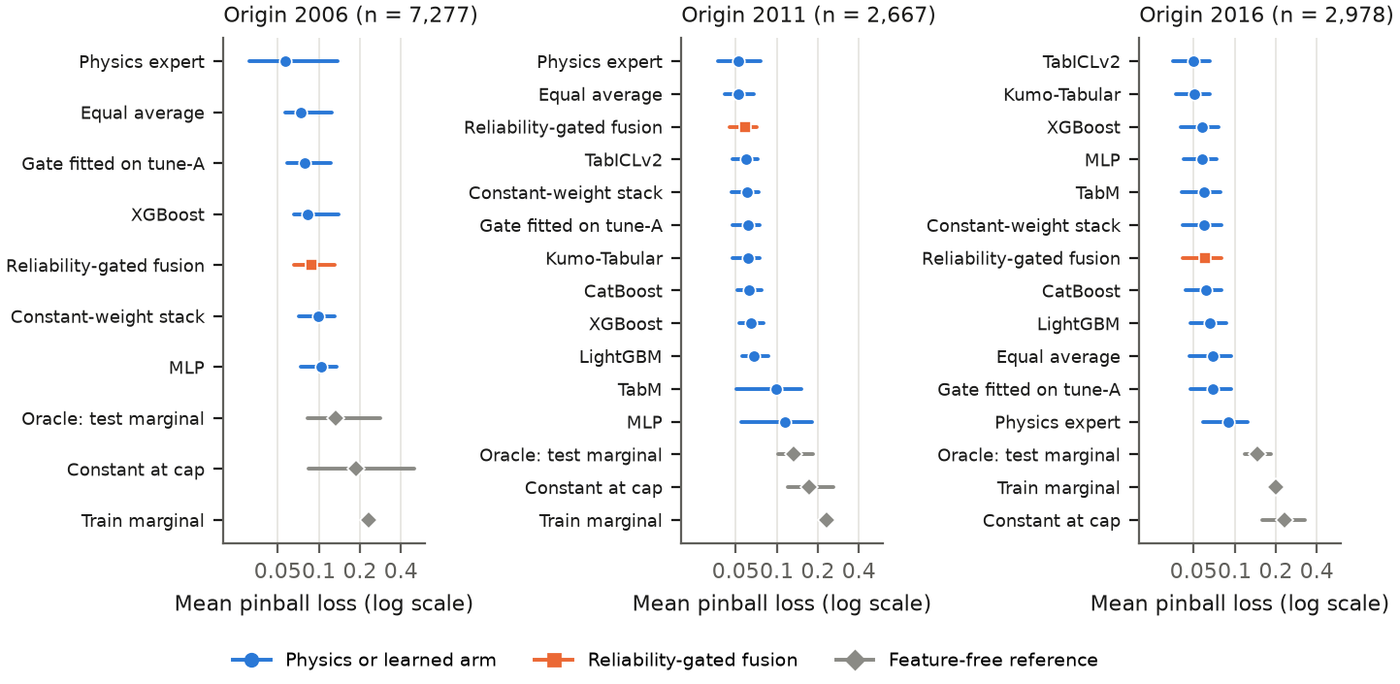 Origin 2006 (n = 7,277)
Physics expert
Equal average
Gate fitted on tune-A
XGBoost
Reliability-gated fusion
Constant-weight stack
MLP
Oracle: test marginal
Constant at cap
Train marginal
0.05 0.1 0.2 0.4
Mean pinball loss (log scale)
Origin 2011 (n = 2,667)
Physics expert
Equal average
Reliability-gated fusion
TabICLv2
Constant-weight stack
Gate fitted on tune-A
Kumo-Tabular
CatBoost
XGBoost
LightGBM
TabM
MLP
Oracle: test marginal
Constant at cap
Train marginal
0.05 0.1 0.2 0.4
Mean pinball loss (log scale)
Origin 2016 (n = 2,978)
TabICLv2
Kumo-Tabular
XGBoost
MLP
TabM
Constant-weight stack
Reliability-gated fusion
CatBoost
LightGBM
Equal average
Gate fitted on tune-A
Physics expert
Oracle: test marginal
Train marginal
Constant at cap
0.05 0.1 0.2 0.4
Mean pinball loss (log scale)
Physics or learned arm
Reliability-gated fusion
Feature-free reference